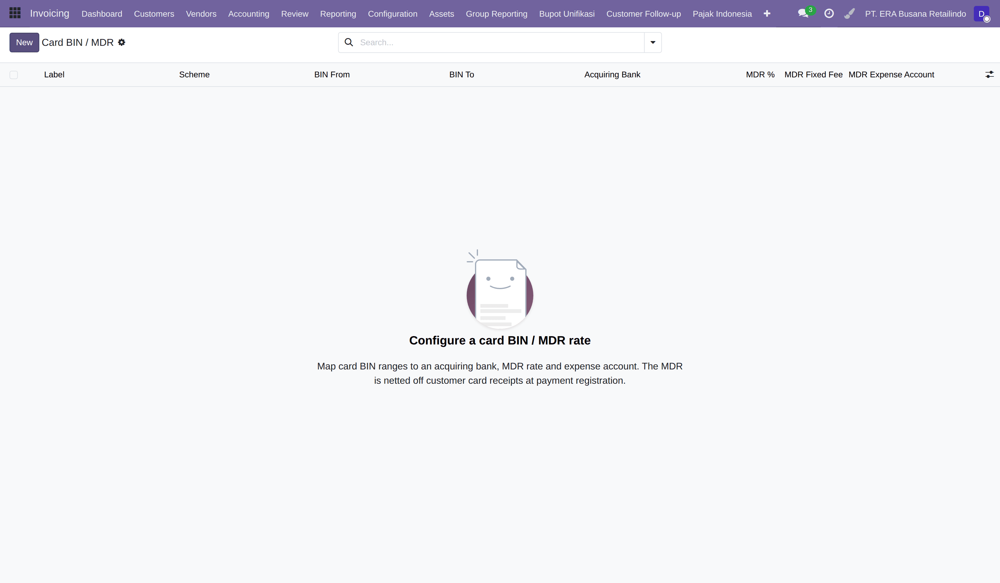 Invoicing Dashboard Customers Vendors Accounting Review Reporting Configuration Assets Group Reporting Bupot Unifikasi Customer Follow-up Pajak Indonesia 3 PT. ERA Busana Retailindo D
New Card BIN / MDR Search...
Label Scheme BIN From BIN To Acquiring Bank MDR % MDR Fixed Fee MDR Expense Account
Configure a card BIN / MDR rate
Map card BIN ranges to an acquiring bank, MDR rate and expense account. The MDR
is netted off customer card receipts at payment registration.